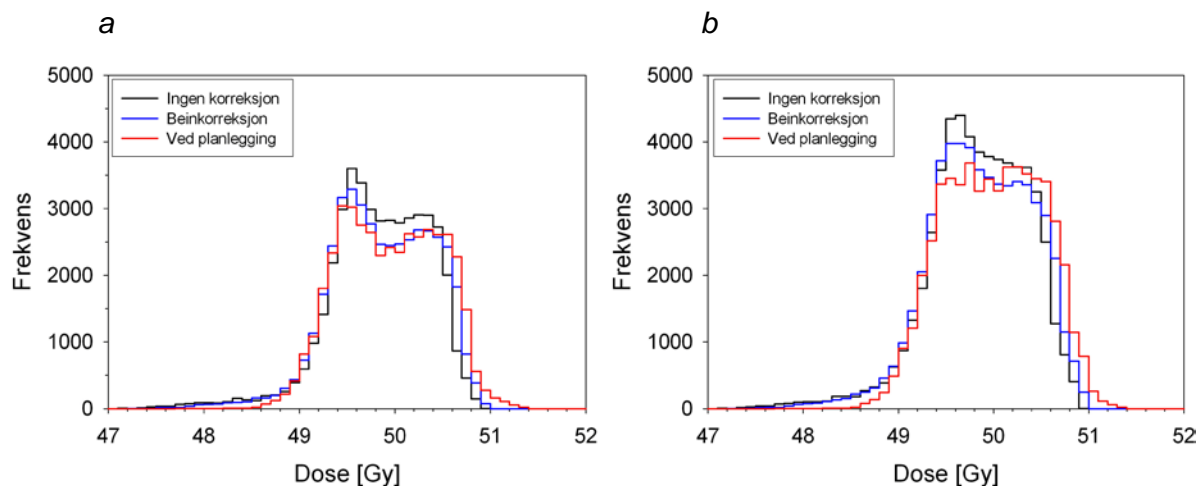 a
5000
4000
3000
2000
1000
0
Frekvens
Ingen korreksjon
Beinkorreksjon
Ved planlegging
47 48 49 50 51 52
Dose [Gy]
b
5000
4000
3000
2000
1000
0
Frekvens
Ingen korreksjon
Beinkorreksjon
Ved planlegging
47 48 49 50 51 52
Dose [Gy]